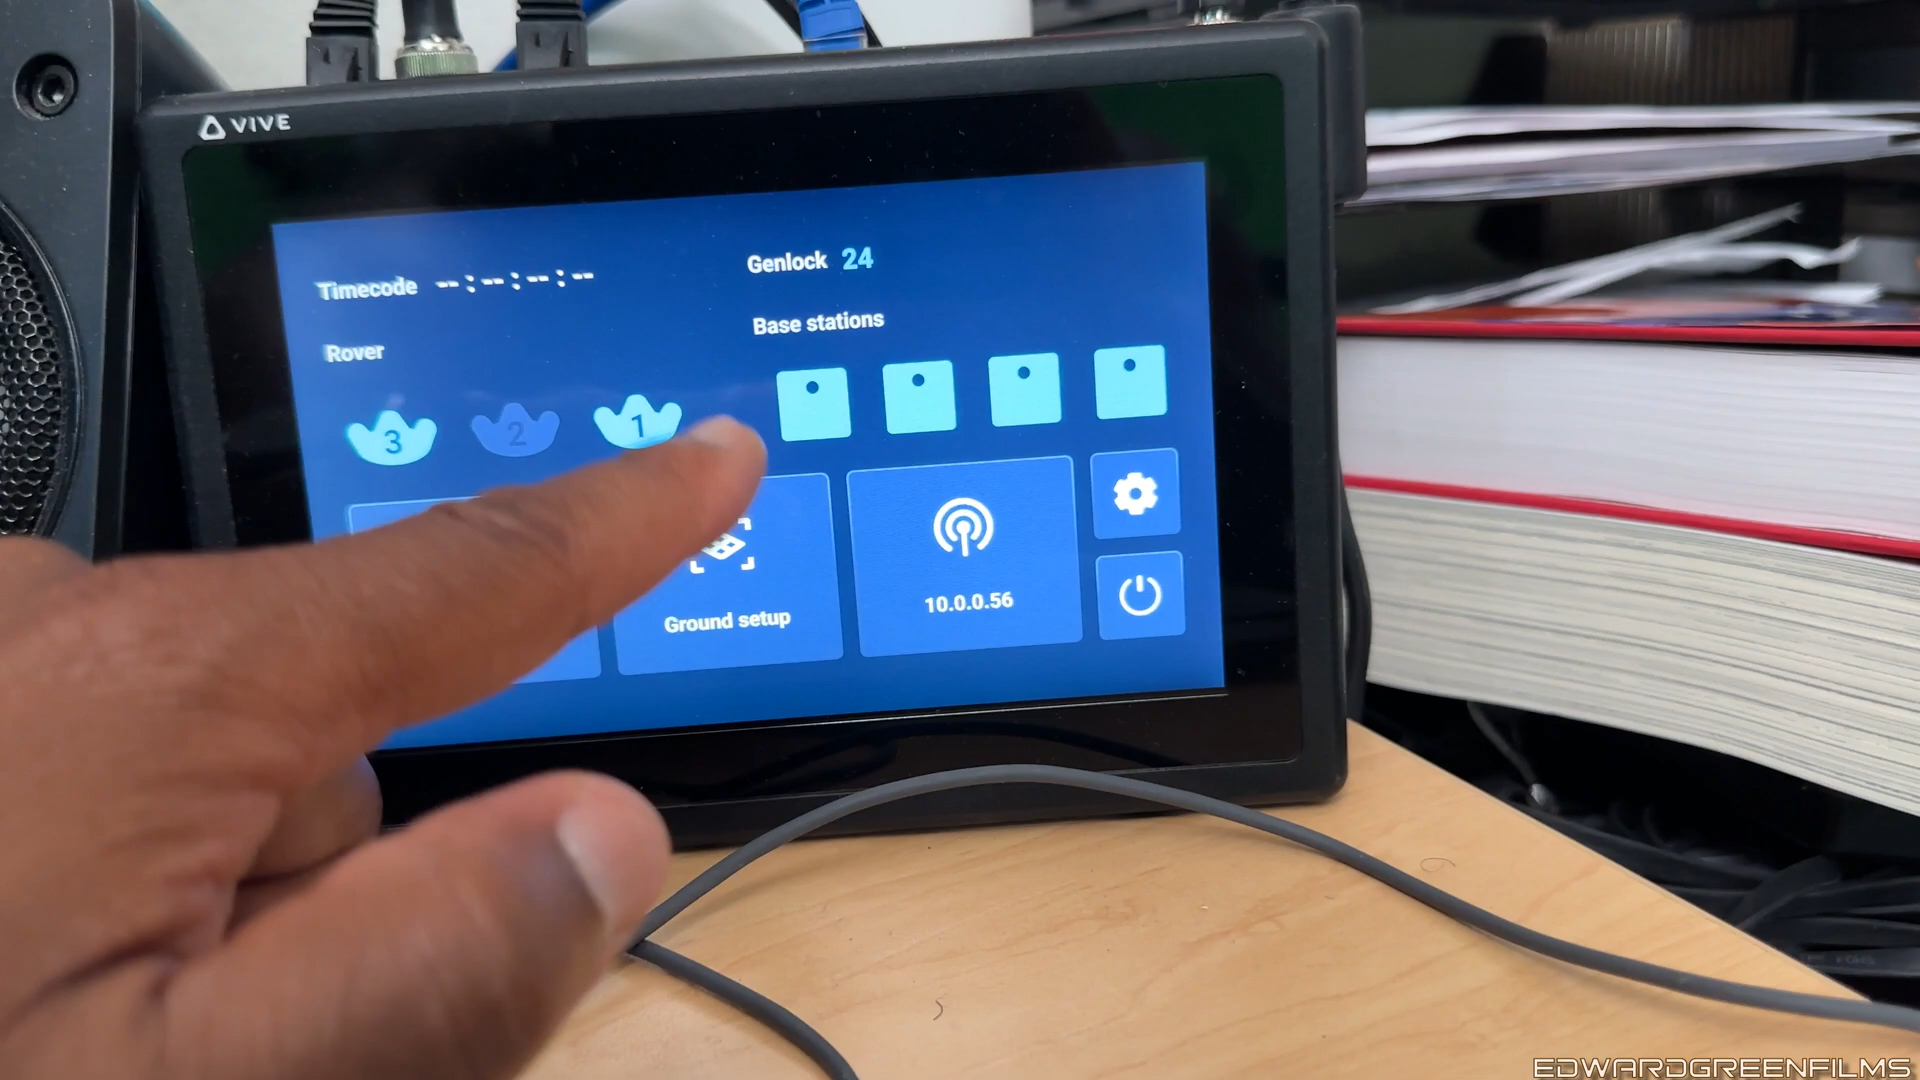 VIVE
Timecode --:--:--:--
Genlock 24
Rover
Base stations
3 2 1
Ground setup
10.0.0.56
EDWARDGREENFILMS